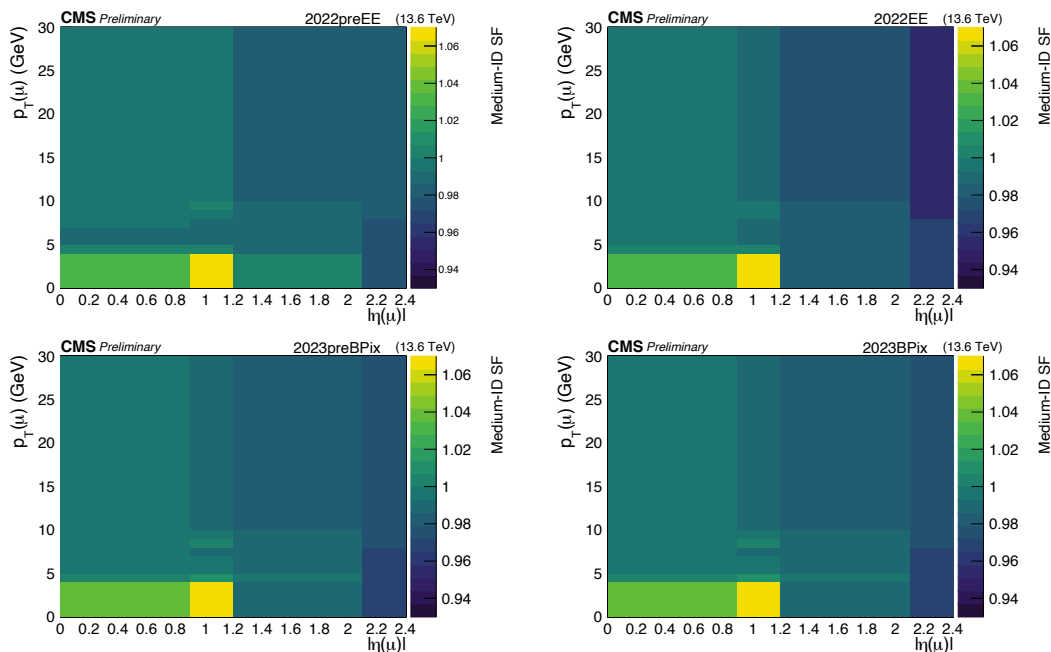 CMS Preliminary 2022preEE (13.6 TeV)
p_T(μ) (GeV)
30
25
20
15
10
5
0
0 0.2 0.4 0.6 0.8 1 1.2 1.4 1.6 1.8 2 2.2 2.4
|η(μ)|
1.06
1.04
1.02
1
0.98
0.96
0.94
Medium-ID SF
CMS Preliminary 2022EE (13.6 TeV)
p_T(μ) (GeV)
30
25
20
15
10
5
0
0 0.2 0.4 0.6 0.8 1 1.2 1.4 1.6 1.8 2 2.2 2.4
|η(μ)|
1.06
1.04
1.02
1
0.98
0.96
0.94
Medium-ID SF
CMS Preliminary 2023preBPix (13.6 TeV)
p_T(μ) (GeV)
30
25
20
15
10
5
0
0 0.2 0.4 0.6 0.8 1 1.2 1.4 1.6 1.8 2 2.2 2.4
|η(μ)|
1.06
1.04
1.02
1
0.98
0.96
0.94
Medium-ID SF
CMS Preliminary 2023BPix (13.6 TeV)
p_T(μ) (GeV)
30
25
20
15
10
5
0
0 0.2 0.4 0.6 0.8 1 1.2 1.4 1.6 1.8 2 2.2 2.4
|η(μ)|
1.06
1.04
1.02
1
0.98
0.96
0.94
Medium-ID SF